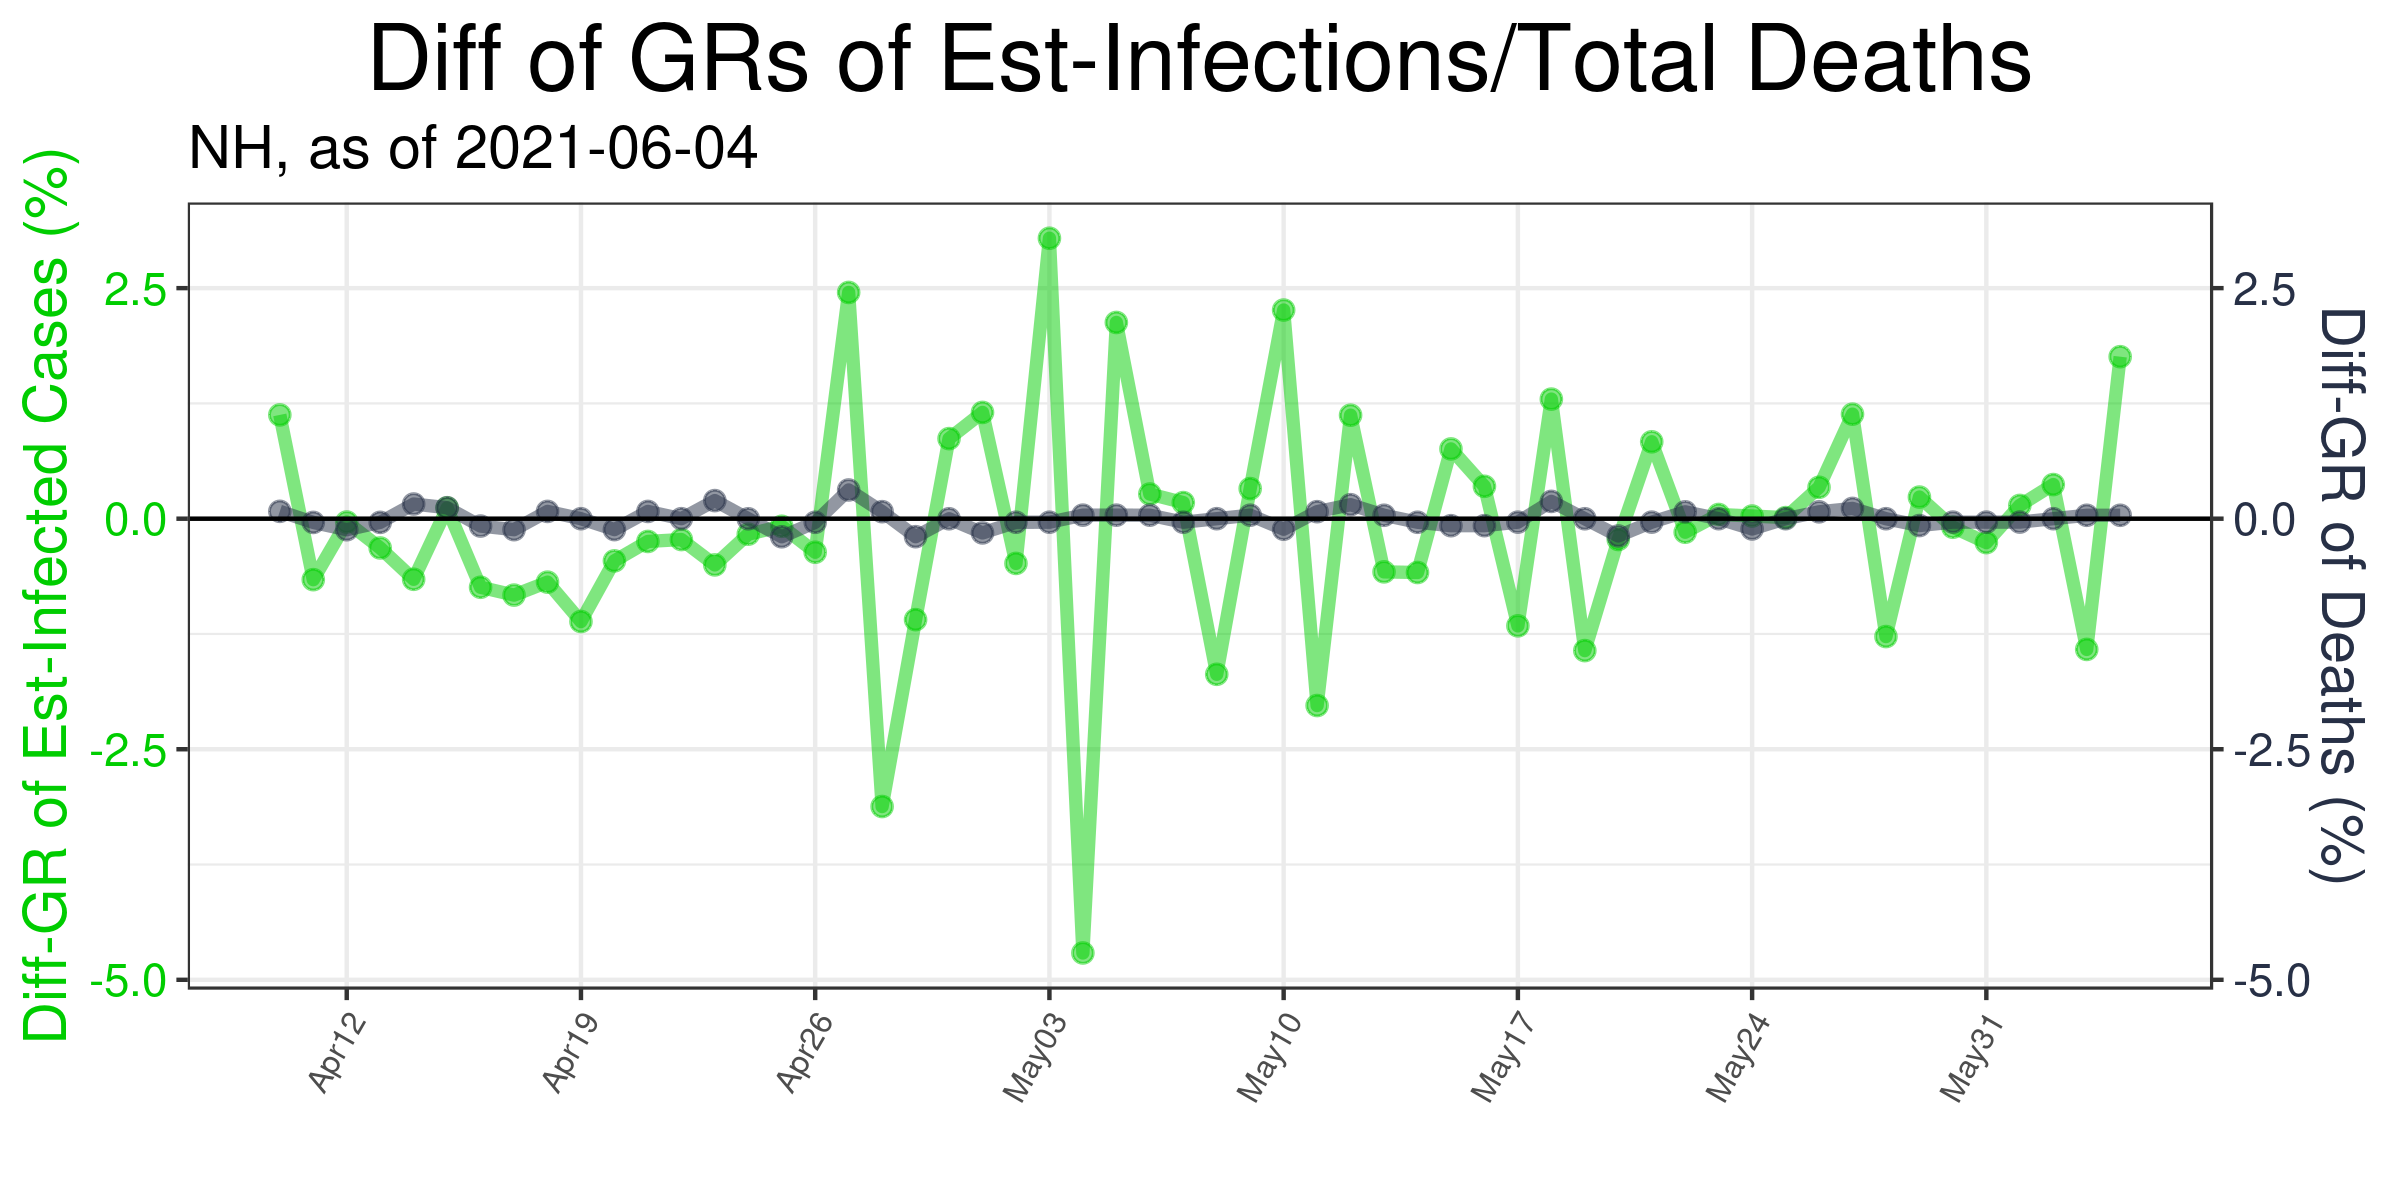 Diff of GRs of Est-Infections/Total Deaths
NH, as of 2021-06-04
Diff-GR of Est-Infected Cases (%)
2.5
0.0
-2.5
-5.0
2.5
0.0
-2.5
-5.0
Diff-GR of Deaths (%)
Apr12
Apr19
Apr26
May03
May10
May17
May24
May31